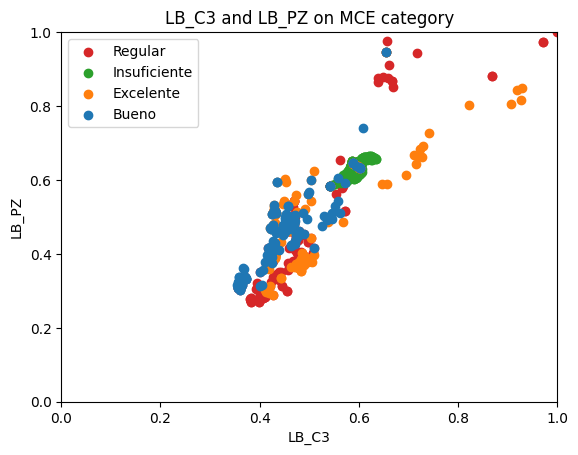 LB_C3 and LB_PZ on MCE category
Regular
Insuficiente
Excelente
Bueno
LB_PZ
1.0
0.8
0.6
0.4
0.2
0.0
0.0 0.2 0.4 0.6 0.8 1.0
LB_C3